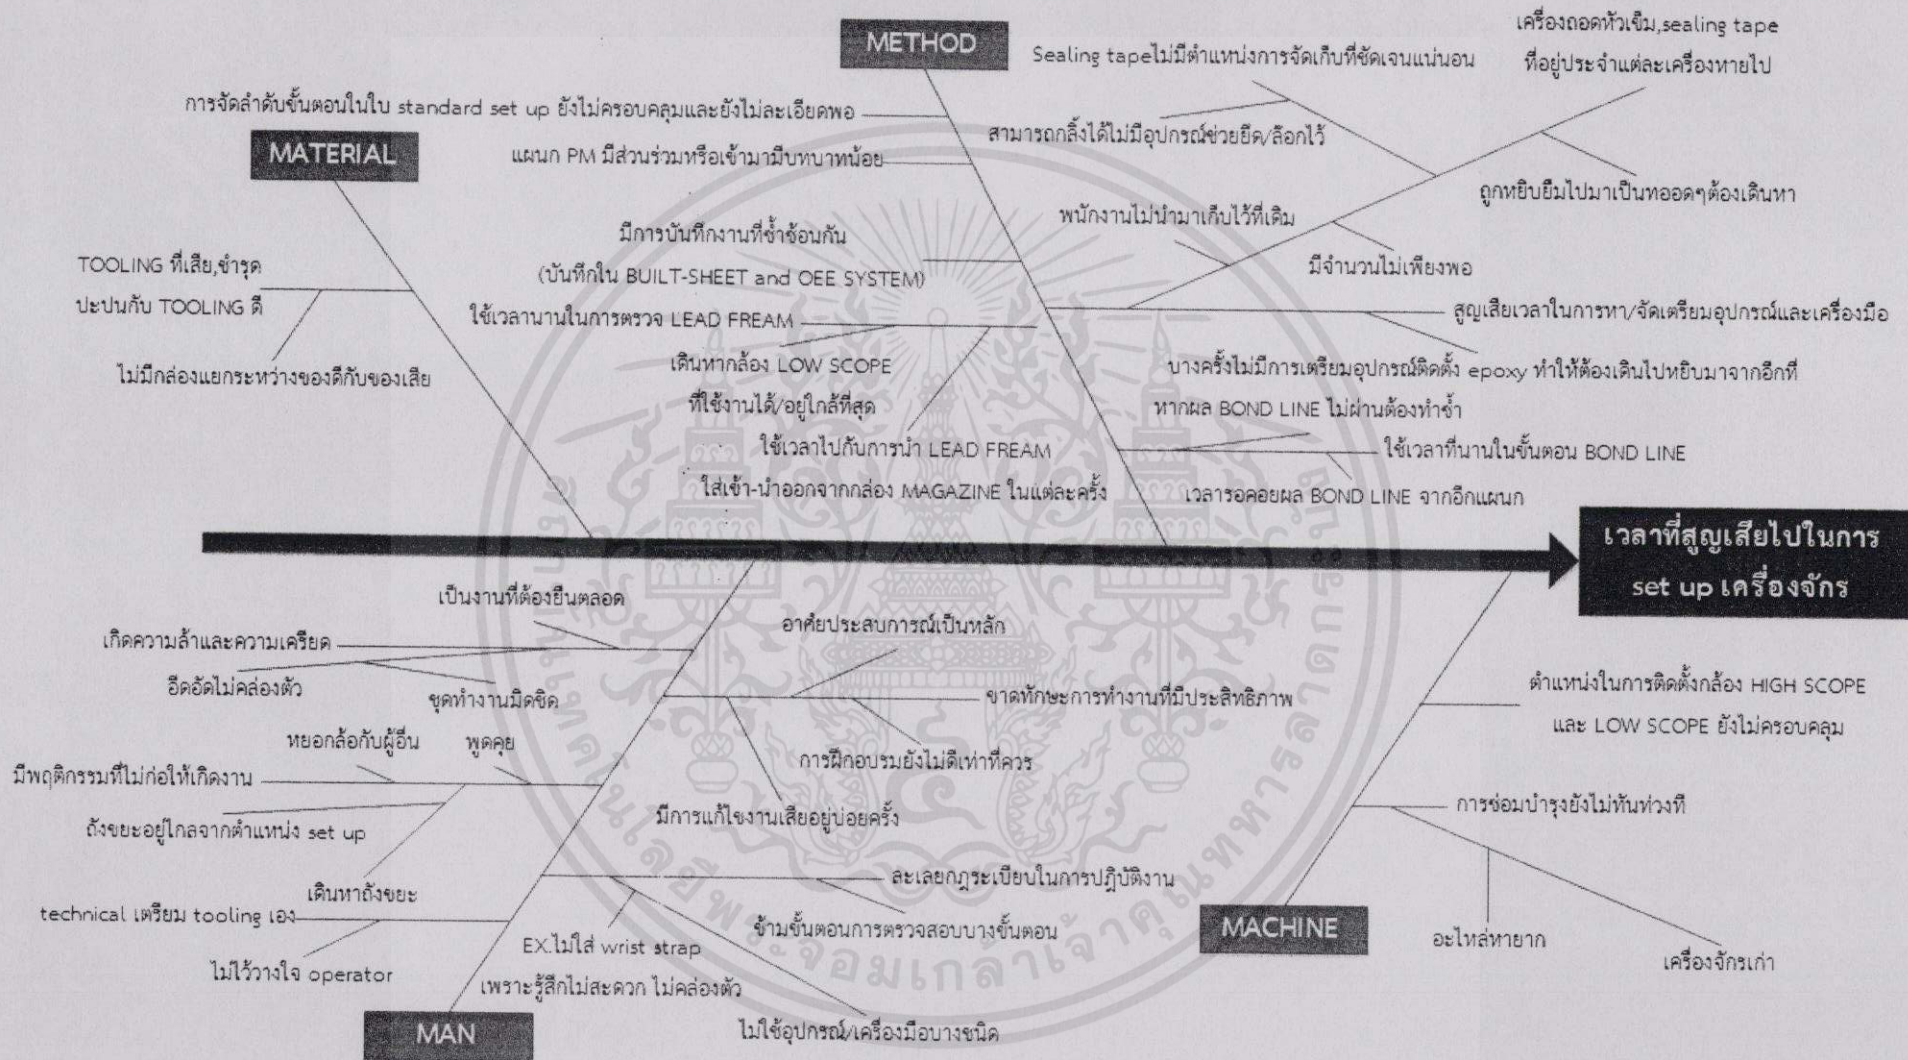 METHOD
Sealing tapeไม่มีตำแหน่งการจัดเก็บที่ชัดเจนแน่นอน
เครื่องถอดหัวเข็ม,sealing tape
ที่อยู่ประจำแต่ละเครื่องหายไป
การจัดลำดับขั้นตอนในใบ standard set up ยังไม่ครอบคลุมและยังไม่ละเอียดพอ
สามารถกลิ้งได้ไม่มีอุปกรณ์ช่วยยึด/ล๊อกไว้
MATERIAL
แผนก PM มีส่วนร่วมหรือเข้ามามีบทบาทน้อย
ถูกหยิบยืมไปมาเป็นทออดๆต้องเดินหา
พนักงานไม่นำมาเก็บไว้ที่เดิม
มีการบันทึกงานที่ซ้ำซ้อนกัน
(บันทึกใน BUILT-SHEET and OEE SYSTEM)
มีจำนวนไม่เพียงพอ
TOOLING ที่เสีย,ชำรุด
ปะปนกับ TOOLING ดี
ใช้เวลานานในการตรวจ LEAD FREAM
สูญเสียเวลาในการหา/จัดเตรียมอุปกรณ์และเครื่องมือ
ไม่มีกล่องแยกระหว่างของดีกับของเสีย
เดินหากล้อง LOW SCOPE
ที่ใช้งานได้/อยู่ใกล้ที่สุด
บางครั้งไม่มีการเตรียมอุปกรณ์ติดตั้ง epoxy ทำให้ต้องเดินไปหยิบมาจากอีกที่
หากผล BOND LINE ไม่ผ่านต้องทำซ้ำ
ใช้เวลาไปกับการนำ LEAD FREAM
ใส่เข้า-นำออกจากกล่อง MAGAZINE ในแต่ละครั้ง
ใช้เวลาที่นานในขั้นตอน BOND LINE
เวลารอคอยผล BOND LINE จากอีกแผนก
เวลาที่สูญเสียไปในการ
set up เครื่องจักร
เป็นงานที่ต้องยืนตลอด
เกิดความล้าและความเครียด
อึดอัดไม่คล่องตัว
ชุดทำงานมิดชิด
อาศัยประสบการณ์เป็นหลัก
ขาดทักษะการทำงานที่มีประสิทธิภาพ
การฝึกอบรมยังไม่ดีเท่าที่ควร
มีการแก้ไขงานเสียอยู่บ่อยครั้ง
ตำแหน่งในการติดตั้งกล้อง HIGH SCOPE
และ LOW SCOPE ยังไม่ครอบคลุม
หยอกล้อกับผู้อื่น
พูดคุย
มีพฤติกรรมที่ไม่ก่อให้เกิดงาน
ถังขยะอยู่ไกลจากตำแหน่ง set up
เดินหาถังขยะ
การซ่อมบำรุงยังไม่ทันท่วงที
ละเลยกฎระเบียบในการปฏิบัติงาน
technical เตรียม tooling เอง
ไม่ไว้วางใจ operator
EX.ไม่ใส่ wrist strap
เพราะรู้สึกไม่สะดวก ไม่คล่องตัว
ข้ามขั้นตอนการตรวจสอบบางขั้นตอน
ไม่ใช้อุปกรณ์/เครื่องมือบางชนิด
MACHINE
อะไหล่หายาก
เครื่องจักรเก่า
MAN
สถาบันเทคโนโลยีพระจอมเกล้าเจ้าคุณทหารลาดกระบัง